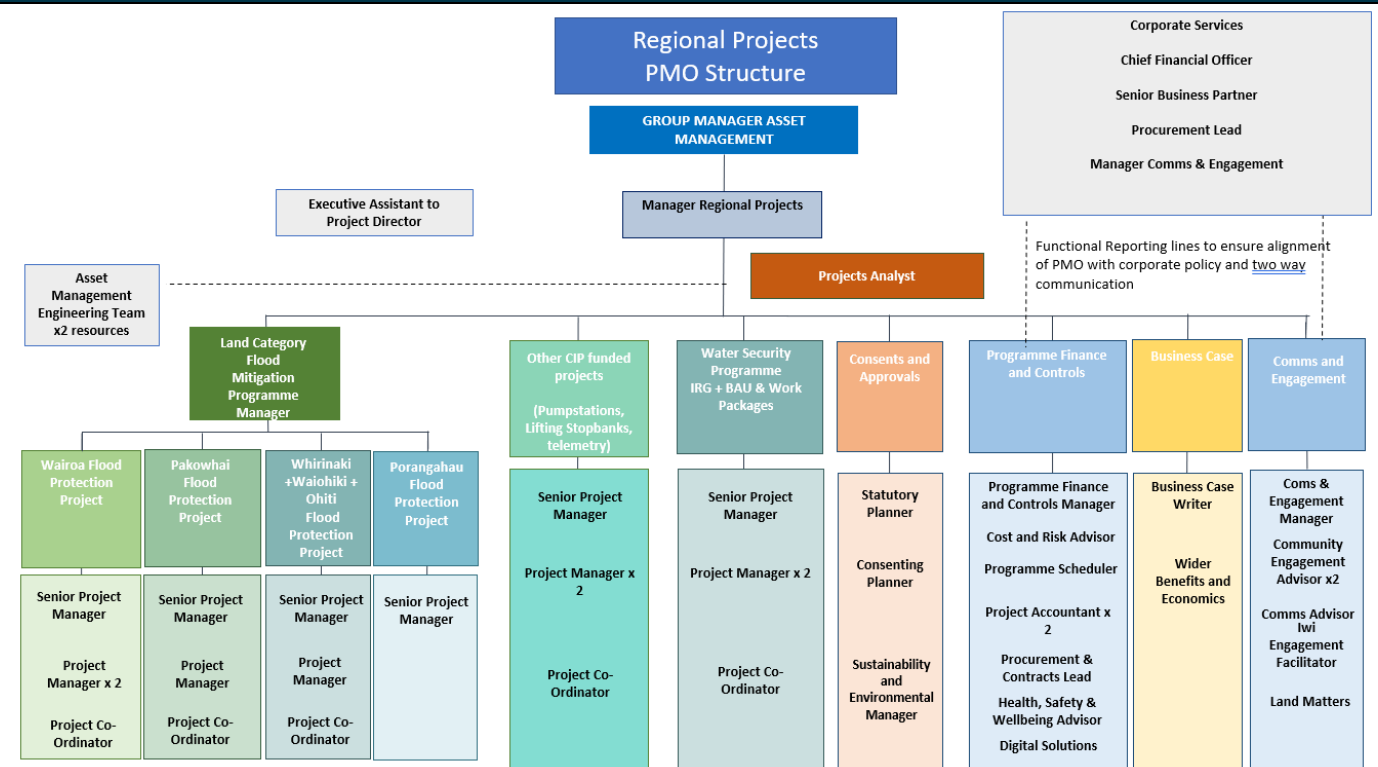 Regional Projects
PMO Structure
GROUP MANAGER ASSET
MANAGEMENT
Corporate Services
Chief Financial Officer
Senior Business Partner
Procurement Lead
Manager Comms & Engagement
Executive Assistant to
Project Director
Manager Regional Projects
Functional Reporting lines to ensure alignment
of PMO with corporate policy and two way
communication
Projects Analyst
Asset
Management
Engineering Team
x2 resources
Land Category
Flood
Mitigation
Programme
Manager
Other CIP funded
projects
(Pumpstations,
Lifting Stopbanks,
telemetry)
Water Security
Programme
IRG + BAU & Work
Packages
Consents and
Approvals
Programme Finance
and Controls
Business Case
Comms and
Engagement
Wairoa Flood
Protection
Project
Pakowhai
Flood
Protection
Project
Whirinaki
+Waiohiki +
Ohiti
Flood
Protection
Project
Porangahau
Flood
Protection
Project
Senior Project
Manager
Project
Manager x 2
Project Co-
Ordinator
Senior Project
Manager
Project
Manager
Project Co-
Ordinator
Senior Project
Manager
Project
Manager
Project Co-
Ordinator
Senior Project
Manager
Senior Project
Manager
Project Manager x
2
Project Co-
Ordinator
Senior Project
Manager
Project Manager x 2
Project Co-
Ordinator
Statutory
Planner
Consenting
Planner
Sustainability
and
Environmental
Manager
Programme Finance
and Controls Manager
Cost and Risk Advisor
Programme Scheduler
Project Accountant x
2
Procurement &
Contracts Lead
Health, Safety &
Wellbeing Advisor
Digital Solutions
Business Case
Writer
Wider
Benefits and
Economics
Coms &
Engagement
Manager
Community
Engagement
Advisor x2
Comms Advisor
Iwi
Engagement
Facilitator
Land Matters